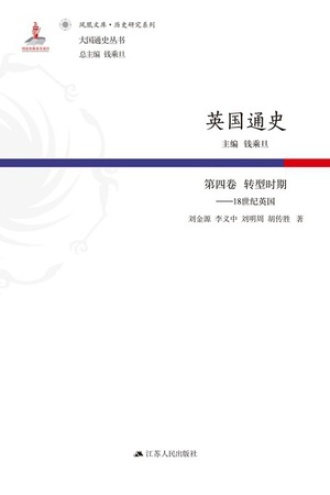 凤凰文库·历史研究系列
大国通史丛书
总主编 钱乘旦
英国通史
主编 钱乘旦
第四卷 转型时期
——18世纪英国
刘金源 李义中 刘明周 胡传胜 著
江苏人民出版社